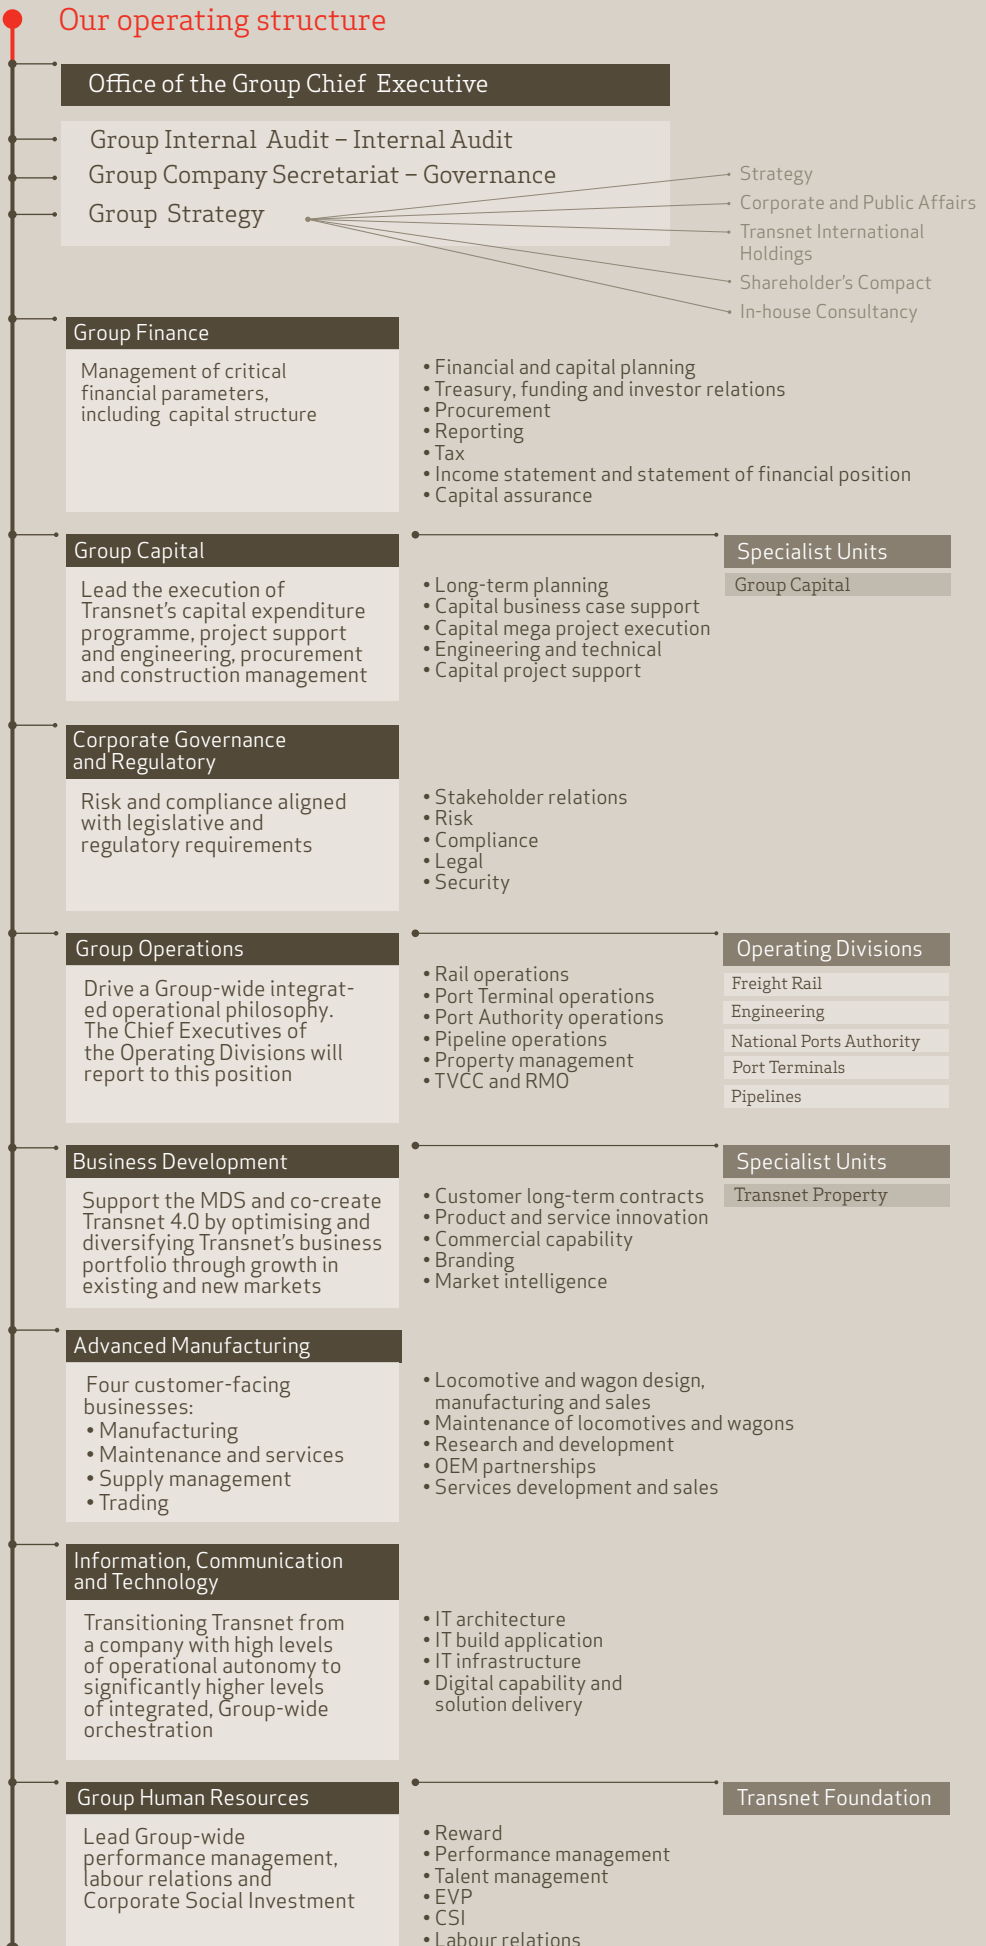 Our operating structure
Office of the Group Chief Executive
Group Internal Audit – Internal Audit
Group Company Secretariat – Governance
Group Strategy
Strategy
Corporate and Public Affairs
Transnet International
Holdings
Shareholder's Compact
In-house Consultancy
Group Finance
Management of critical
financial parameters,
including capital structure
• Financial and capital planning
• Treasury, funding and investor relations
• Procurement
• Reporting
• Tax
• Income statement and statement of financial position
• Capital assurance
Group Capital
Lead the execution of
Transnet's capital expenditure
programme, project support
and engineering, procurement
and construction management
• Long-term planning
• Capital business case support
• Capital mega project execution
• Engineering and technical
• Capital project support
Specialist Units
Group Capital
Corporate Governance
and Regulatory
Risk and compliance aligned
with legislative and
regulatory requirements
• Stakeholder relations
• Risk
• Compliance
• Legal
• Security
Group Operations
Drive a Group-wide integrat-
ed operational philosophy.
The Chief Executives of
the Operating Divisions will
report to this position
• Rail operations
• Port Terminal operations
• Port Authority operations
• Pipeline operations
• Property management
• TVCC and RMO
Operating Divisions
Freight Rail
Engineering
National Ports Authority
Port Terminals
Pipelines
Business Development
Support the MDS and co-create
Transnet 4.0 by optimising and
diversifying Transnet's business
portfolio through growth in
existing and new markets
• Customer long-term contracts
• Product and service innovation
• Commercial capability
• Branding
• Market intelligence
Specialist Units
Transnet Property
Advanced Manufacturing
Four customer-facing
businesses:
• Manufacturing
• Maintenance and services
• Supply management
• Trading
• Locomotive and wagon design,
manufacturing and sales
• Maintenance of locomotives and wagons
• Research and development
• OEM partnerships
• Services development and sales
Information, Communication
and Technology
Transitioning Transnet from
a company with high levels
of operational autonomy to
significantly higher levels
of integrated, Group-wide
orchestration
• IT architecture
• IT build application
• IT infrastructure
• Digital capability and
solution delivery
Group Human Resources
Lead Group-wide
performance management,
labour relations and
Corporate Social Investment
• Reward
• Performance management
• Talent management
• EVP
• CSI
• Labour relations
Transnet Foundation